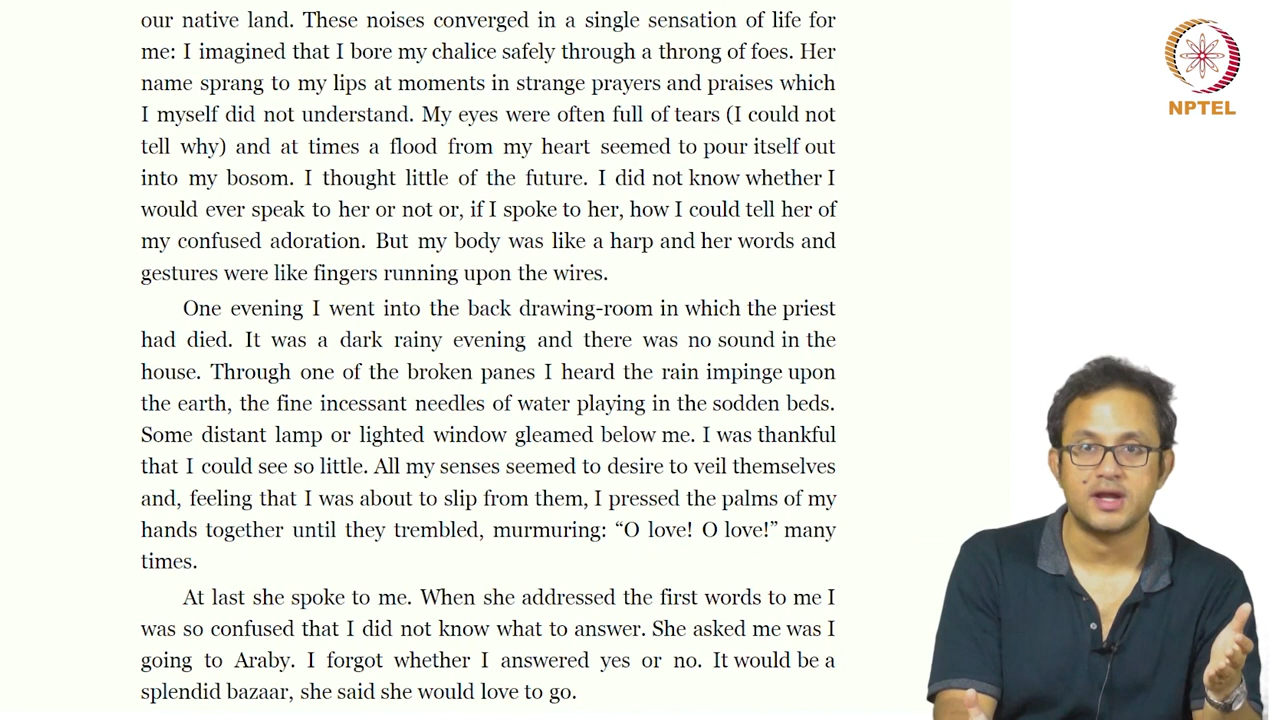 our native land. These noises converged in a single sensation of life for
me: I imagined that I bore my chalice safely through a throng of foes. Her
name sprang to my lips at moments in strange prayers and praises which
I myself did not understand. My eyes were often full of tears (I could not
tell why) and at times a flood from my heart seemed to pour itself out
into my bosom. I thought little of the future. I did not know whether I
would ever speak to her or not or, if I spoke to her, how I could tell her of
my confused adoration. But my body was like a harp and her words and
gestures were like fingers running upon the wires.
One evening I went into the back drawing-room in which the priest
had died. It was a dark rainy evening and there was no sound in the
house. Through one of the broken panes I heard the rain impinge upon
the earth, the fine incessant needles of water playing in the sodden beds.
Some distant lamp or lighted window gleamed below me. I was thankful
that I could see so little. All my senses seemed to desire to veil themselves
and, feeling that I was about to slip from them, I pressed the palms of my
hands together until they trembled, murmuring: “O love! O love!” many
times.
At last she spoke to me. When she addressed the first words to me I
was so confused that I did not know what to answer. She asked me was I
going to Araby. I forgot whether I answered yes or no. It would be a
splendid bazaar, she said she would love to go.
NPTEL